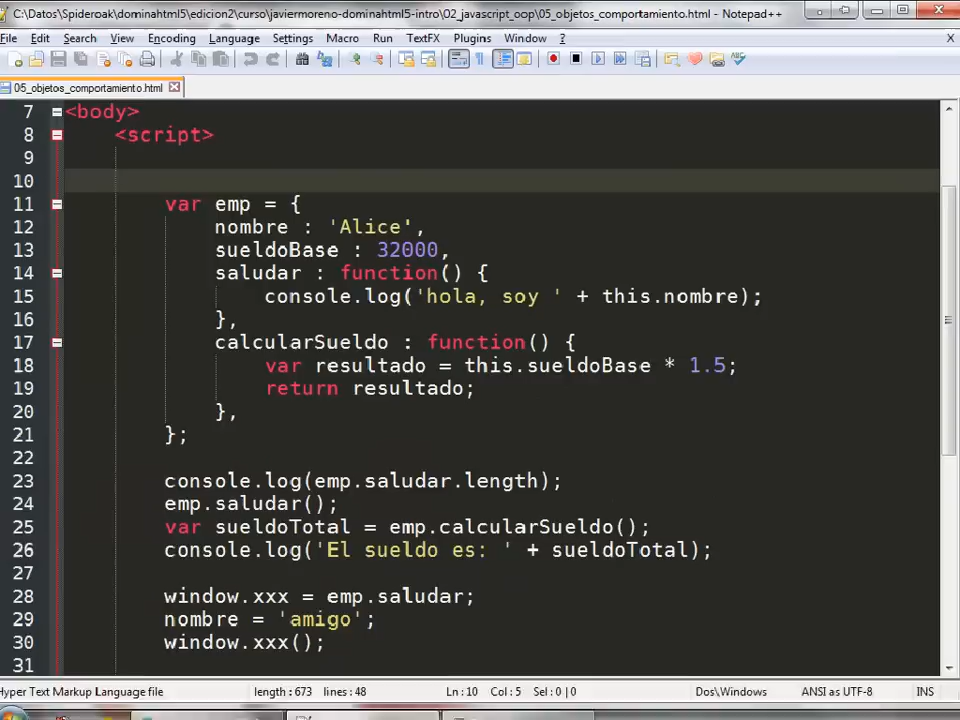 C:\Datos\Spideroak\dominahtml5\edicion2\curso\javiermoreno-dominahtml5-intro\02_javascript_oop\05_objetos_comportamiento.html - Notepad++
File Edit Search View Encoding Language Settings Macro Run TextFX Plugins Window ? X
05_objetos_comportamiento.html
7 <body>
8 <script>
9
10
11 var emp = {
12 nombre : 'Alice',
13 sueldoBase : 32000,
14 saludar : function() {
15 console.log('hola, soy ' + this.nombre);
16 },
17 calcularSueldo : function() {
18 var resultado = this.sueldoBase * 1.5;
19 return resultado;
20 },
21 };
22
23 console.log(emp.saludar.length);
24 emp.saludar();
25 var sueldoTotal = emp.calcularSueldo();
26 console.log('El sueldo es: ' + sueldoTotal);
27
28 window.xxx = emp.saludar;
29 nombre = 'amigo';
30 window.xxx();
31
Hyper Text Markup Language file length : 673 lines : 48 Ln : 10 Col : 5 Sel : 0 | 0 Dos\Windows ANSI as UTF-8 INS